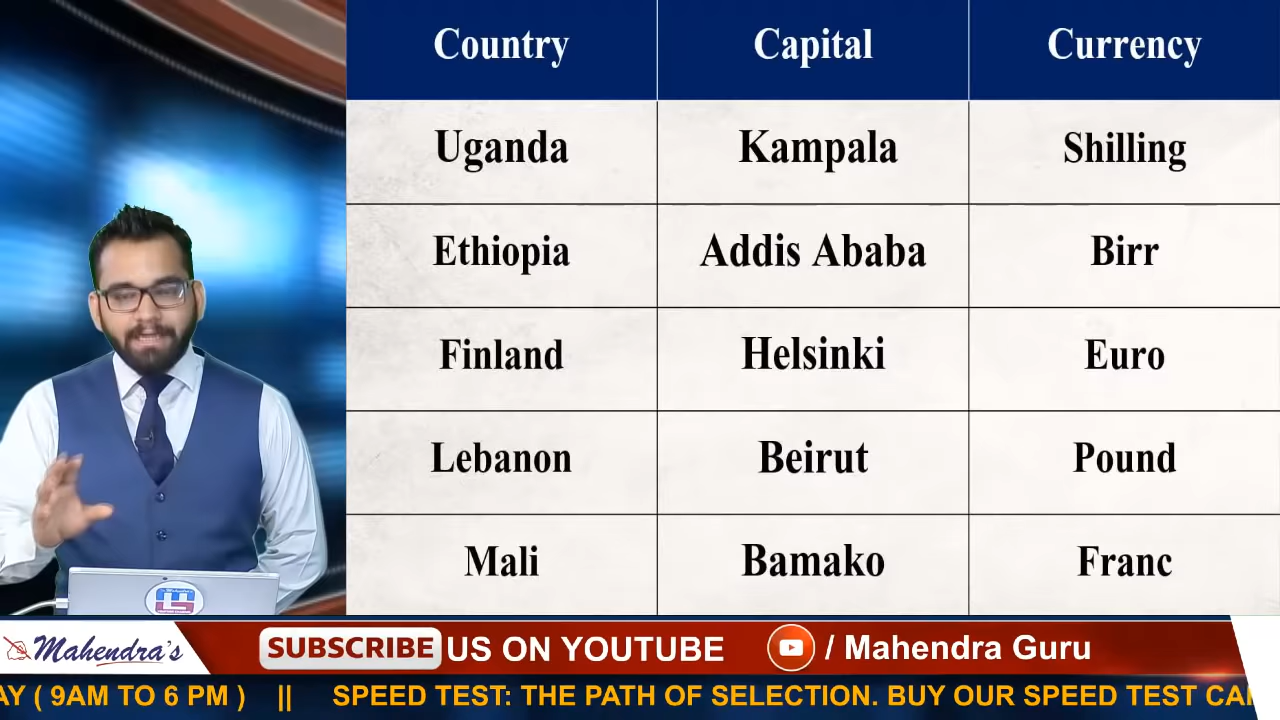 Country Capital Currency
Uganda Kampala Shilling
Ethiopia Addis Ababa Birr
Finland Helsinki Euro
Lebanon Beirut Pound
Mali Bamako Franc
Mahendra's SUBSCRIBE US ON YOUTUBE / Mahendra Guru
AY ( 9AM TO 6 PM ) || SPEED TEST: THE PATH OF SELECTION. BUY OUR SPEED TEST CA